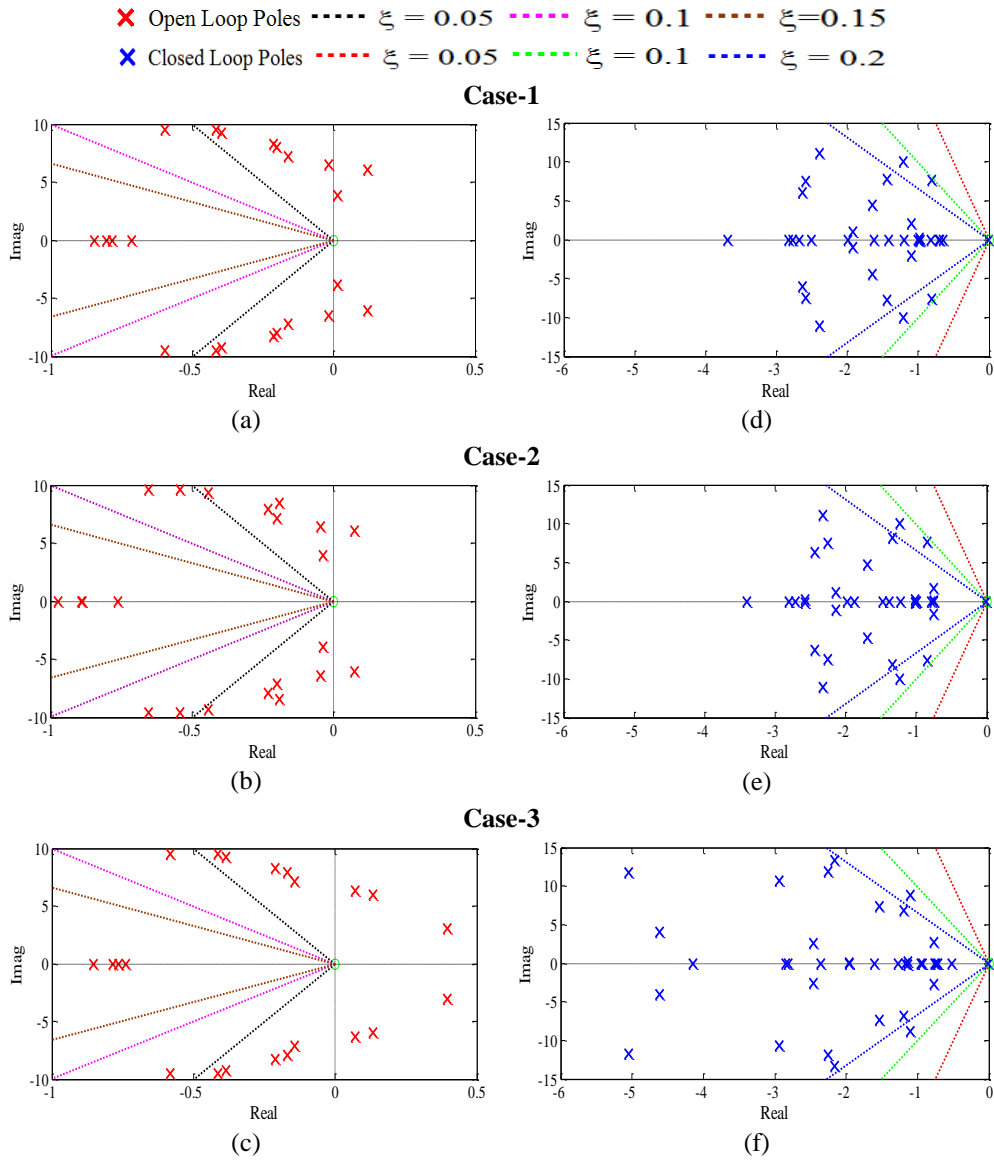 Open Loop Poles ξ = 0.05 ξ = 0.1 ξ=0.15
Closed Loop Poles ξ = 0.05 ξ = 0.1 ξ = 0.2
Case-1
10
5
0
-5
-10
Imag
-1 -0.5 0 0.5
Real
(a)
15
10
5
0
-5
-10
-15
Imag
-6 -5 -4 -3 -2 -1 0
Real
(d)
Case-2
10
5
0
-5
-10
Imag
-1 -0.5 0 0.5
Real
(b)
15
10
5
0
-5
-10
-15
Imag
-6 -5 -4 -3 -2 -1 0
Real
(e)
Case-3
10
5
0
-5
-10
Imag
-1 -0.5 0 0.5
Real
(c)
15
10
5
0
-5
-10
-15
Imag
-6 -5 -4 -3 -2 -1 0
Real
(f)